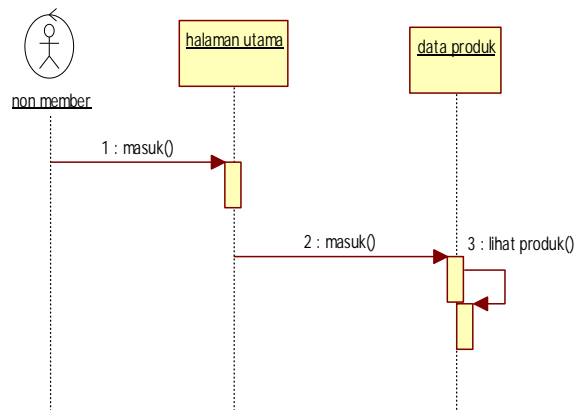 halaman utama
data produk
non member
1 : masuk()
2 : masuk()
3 : lihat produk()